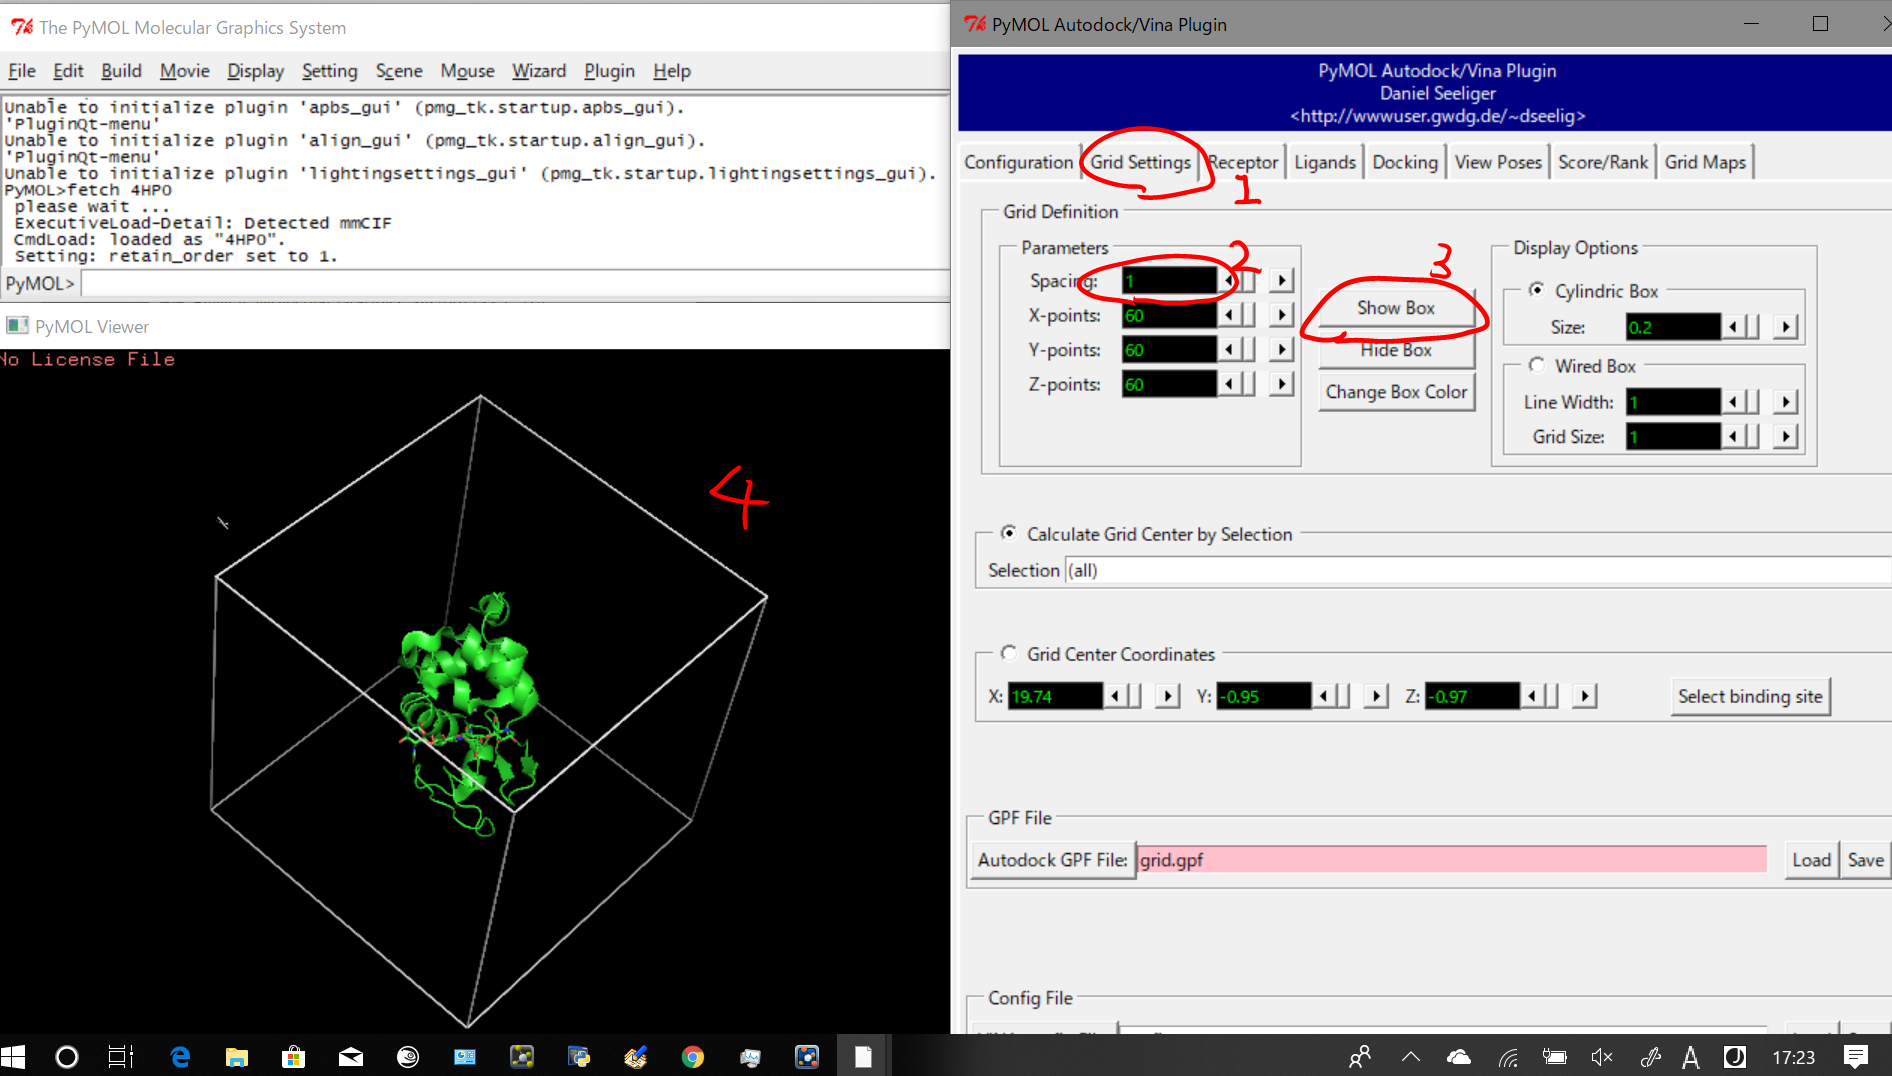 The PyMOL Molecular Graphics System
File Edit Build Movie Display Setting Scene Mouse Wizard Plugin Help
Unable to initialize plugin 'apbs_gui' (pmg_tk.startup.apbs_gui).
'PluginQt-menu'
Unable to initialize plugin 'align_gui' (pmg_tk.startup.align_gui).
'PluginQt-menu'
Unable to initialize plugin 'lightingsettings_gui' (pmg_tk.startup.lightingsettings_gui).
PyMOL>fetch 4HPO
please wait ...
ExecutiveLoad-Detail: Detected mmCIF
CmdLoad: loaded as "4HPO".
Setting: retain_order set to 1.
PyMOL>
PyMOL Viewer
No License File
4
PyMOL Autodock/Vina Plugin
PyMOL Autodock/Vina Plugin
Daniel Seeliger
<http://wwwuser.gwdg.de/~dseelig>
Configuration Grid Settings Receptor Ligands Docking View Poses Score/Rank Grid Maps
1
Grid Definition
Parameters
2
Spacing: 1
X-points: 60
Y-points: 60
Z-points: 60
3
Show Box
Hide Box
Change Box Color
Display Options
Cylindric Box
Size: 0.2
Wired Box
Line Width: 1
Grid Size: 1
Calculate Grid Center by Selection
Selection (all)
Grid Center Coordinates
X: 19.74 Y: -0.95 Z: -0.97 Select binding site
GPF File
Autodock GPF File: grid.gpf Load Save
Config File
A J 17:23